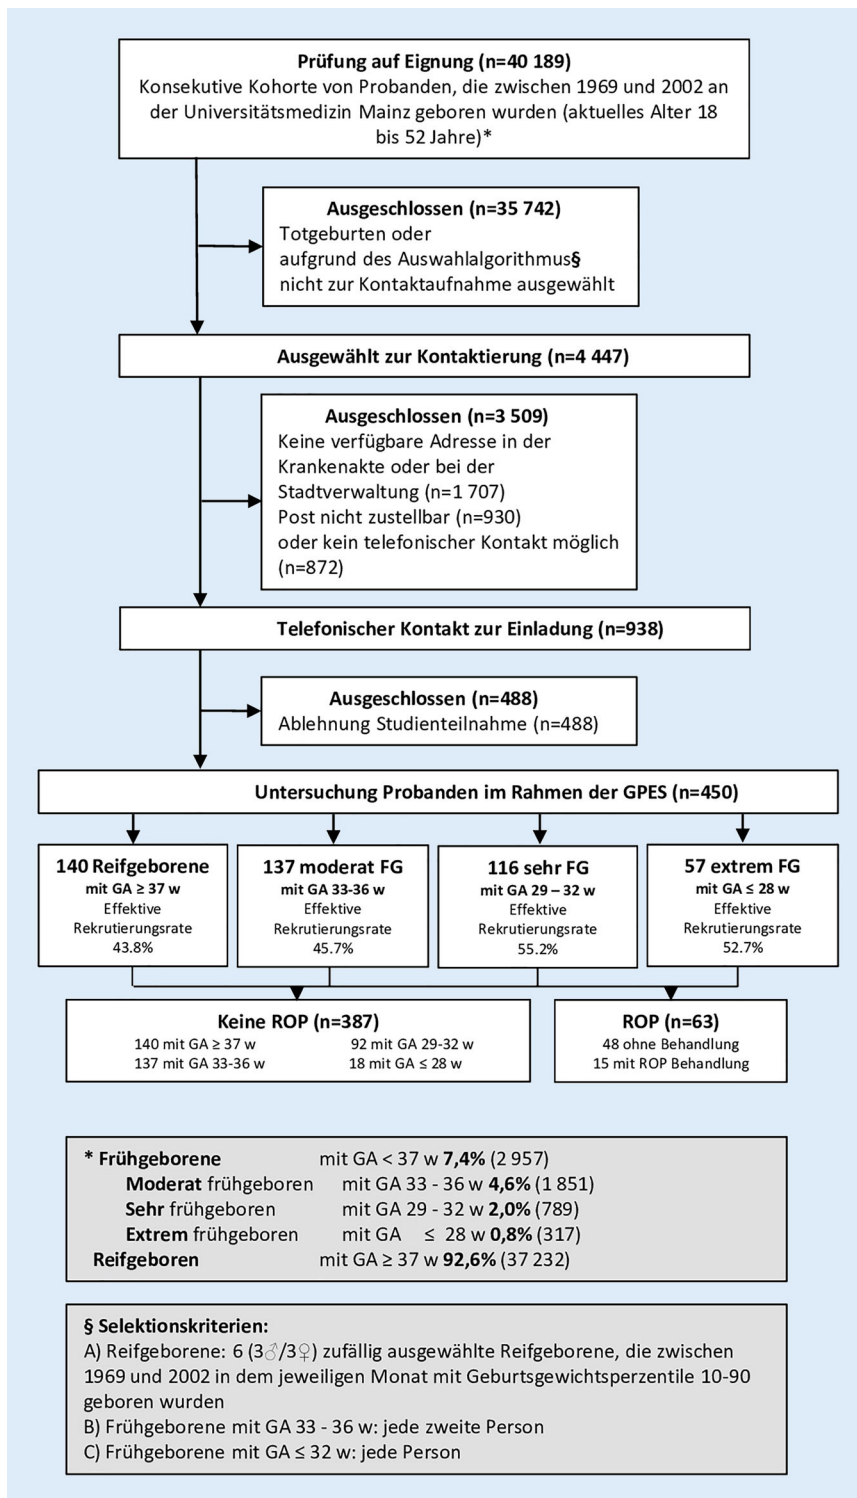 Prüfung auf Eignung (n=40 189)
Konsekutive Kohorte von Probanden, die zwischen 1969 und 2002 an
der Universitätsmedizin Mainz geboren wurden (aktuelles Alter 18
bis 52 Jahre)*
Ausgeschlossen (n=35 742)
Totgeburten oder
aufgrund des Auswahlalgorithmus§
nicht zur Kontaktaufnahme ausgewählt
Ausgewählt zur Kontaktierung (n=4 447)
Ausgeschlossen (n=3 509)
Keine verfügbare Adresse in der
Krankenakte oder bei der
Stadtverwaltung (n=1 707)
Post nicht zustellbar (n=930)
oder kein telefonischer Kontakt möglich
(n=872)
Telefonischer Kontakt zur Einladung (n=938)
Ausgeschlossen (n=488)
Ablehnung Studienteilnahme (n=488)
Untersuchung Probanden im Rahmen der GPES (n=450)
140 Reifgeborene
mit GA ≥ 37 w
Effektive
Rekrutierungsrate
43.8%
137 moderat FG
mit GA 33-36 w
Effektive
Rekrutierungsrate
45.7%
116 sehr FG
mit GA 29 – 32 w
Effektive
Rekrutierungsrate
55.2%
57 extrem FG
mit GA ≤ 28 w
Effektive
Rekrutierungsrate
52.7%
Keine ROP (n=387)
140 mit GA ≥ 37 w 92 mit GA 29-32 w
137 mit GA 33-36 w 18 mit GA ≤ 28 w
ROP (n=63)
48 ohne Behandlung
15 mit ROP Behandlung
* Frühgeborene mit GA < 37 w 7,4% (2 957)
Moderat frühgeboren mit GA 33 - 36 w 4,6% (1 851)
Sehr frühgeboren mit GA 29 - 32 w 2,0% (789)
Extrem frühgeboren mit GA ≤ 28 w 0,8% (317)
Reifgeboren mit GA ≥ 37 w 92,6% (37 232)
§ Selektionskriterien:
A) Reifgeborene: 6 (3♂/3♀) zufällig ausgewählte Reifgeborene, die zwischen
1969 und 2002 in dem jeweiligen Monat mit Geburtsgewichtsperzentile 10-90
geboren wurden
B) Frühgeborene mit GA 33 - 36 w: jede zweite Person
C) Frühgeborene mit GA ≤ 32 w: jede Person